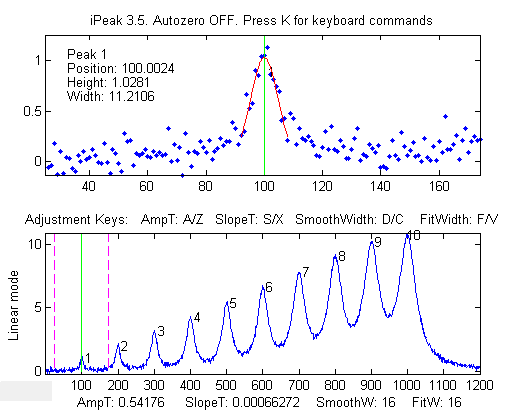 iPeak 3.5. Autozero OFF. Press K for keyboard commands
Peak 1
Position: 100.0024
Height: 1.0281
Width: 11.2106
1
0.5
0
40 60 80 100 120 140 160
Adjustment Keys: AmpT: A/Z SlopeT: S/X SmoothWidth: D/C FitWidth: F/V
10
5
0
Linear mode
1 2 3 4 5 6 7 8 9 10
100 200 300 400 500 600 700 800 900 1000 1100 1200
AmpT: 0.54176 SlopeT: 0.00066272 SmoothW: 16 FitW: 16